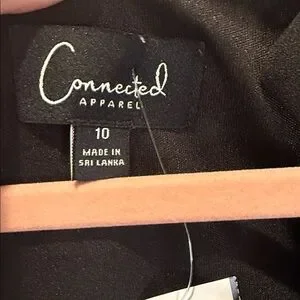 Connected
APPAREL
10
MADE IN
SRI LANKA